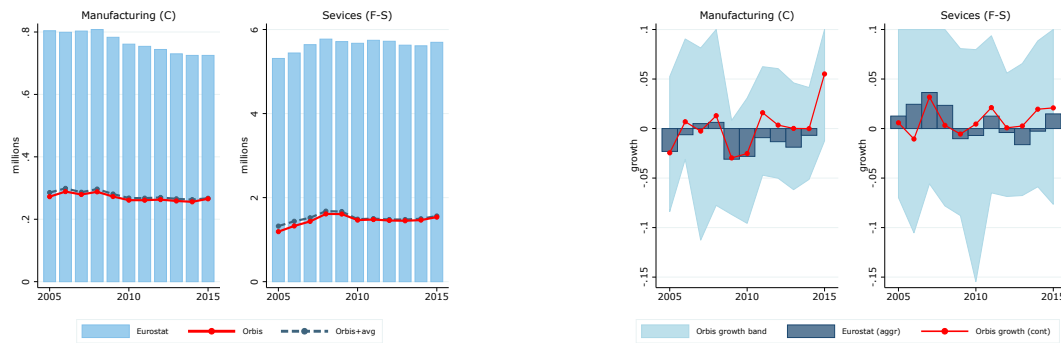 Manufacturing (C)
Sevices (F-S)
millions
0
.2
.4
.6
.8
2005
2010
2015
millions
0
2
4
6
2005
2010
2015
Eurostat
Orbis
Orbis+avg
Manufacturing (C)
Sevices (F-S)
growth
-.15
-.1
-.05
0
.05
.1
2005
2010
2015
growth
-.15
-.1
-.05
0
.05
.1
2005
2010
2015
Orbis growth band
Eurostat (aggr)
Orbis growth (cont)